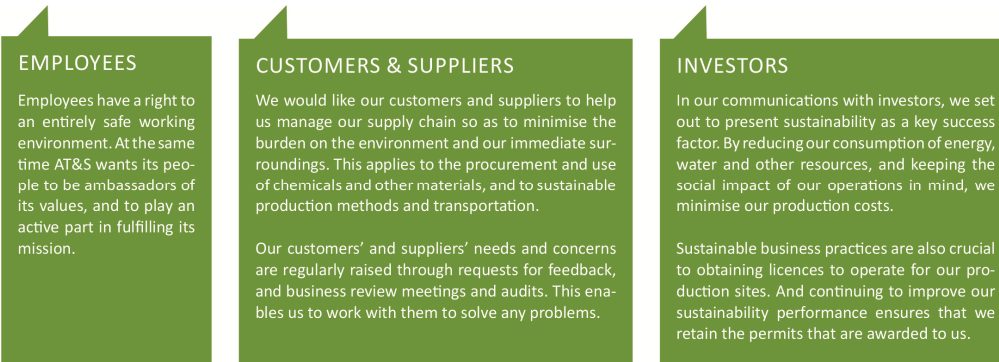 EMPLOYEES
Employees have a right to
an entirely safe working
environment. At the same
time AT&S wants its peo-
ple to be ambassadors of
its values, and to play an
active part in fulfilling its
mission.
CUSTOMERS & SUPPLIERS
We would like our customers and suppliers to help
us manage our supply chain so as to minimise the
burden on the environment and our immediate sur-
roundings. This applies to the procurement and use
of chemicals and other materials, and to sustainable
production methods and transportation.
Our customers’ and suppliers’ needs and concerns
are regularly raised through requests for feedback,
and business review meetings and audits. This ena-
bles us to work with them to solve any problems.
INVESTORS
In our communications with investors, we set
out to present sustainability as a key success
factor. By reducing our consumption of energy,
water and other resources, and keeping the
social impact of our operations in mind, we
minimise our production costs.
Sustainable business practices are also crucial
to obtaining licences to operate for our pro-
duction sites. And continuing to improve our
sustainability performance ensures that we
retain the permits that are awarded to us.